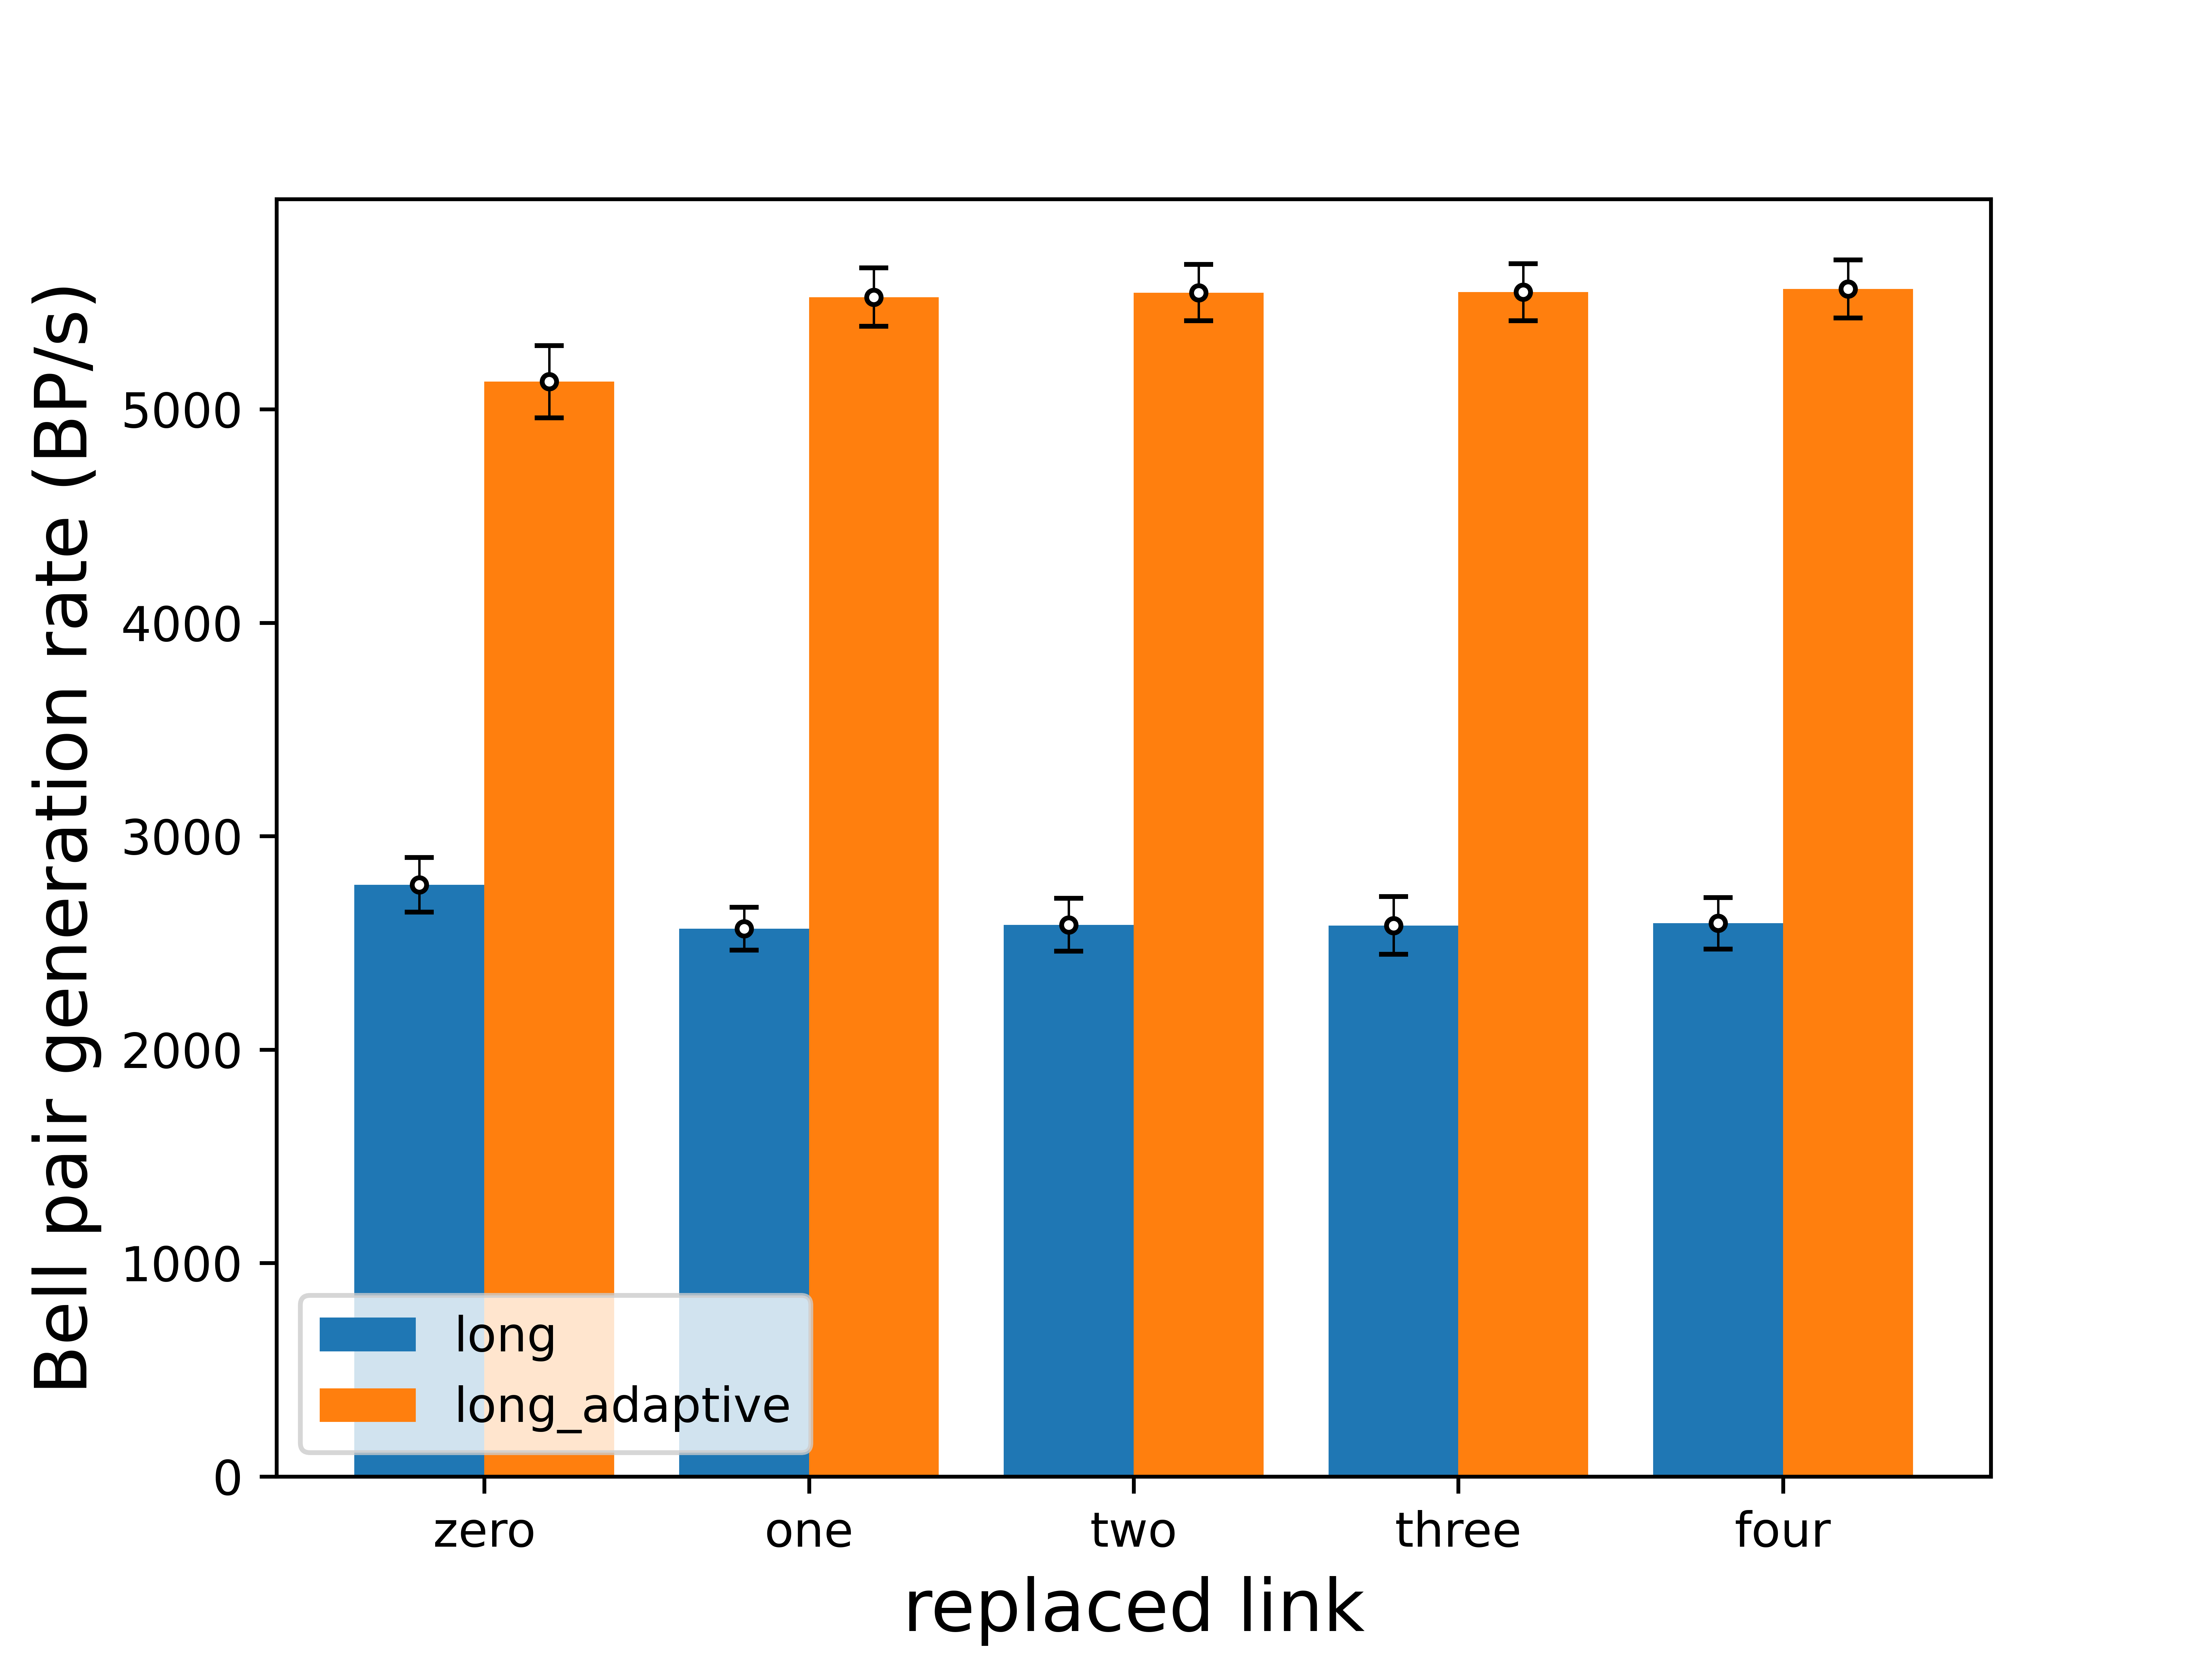 Bell pair generation rate (BP/s)
5000
4000
3000
2000
1000
0
long
long_adaptive
zero one two three four
replaced link